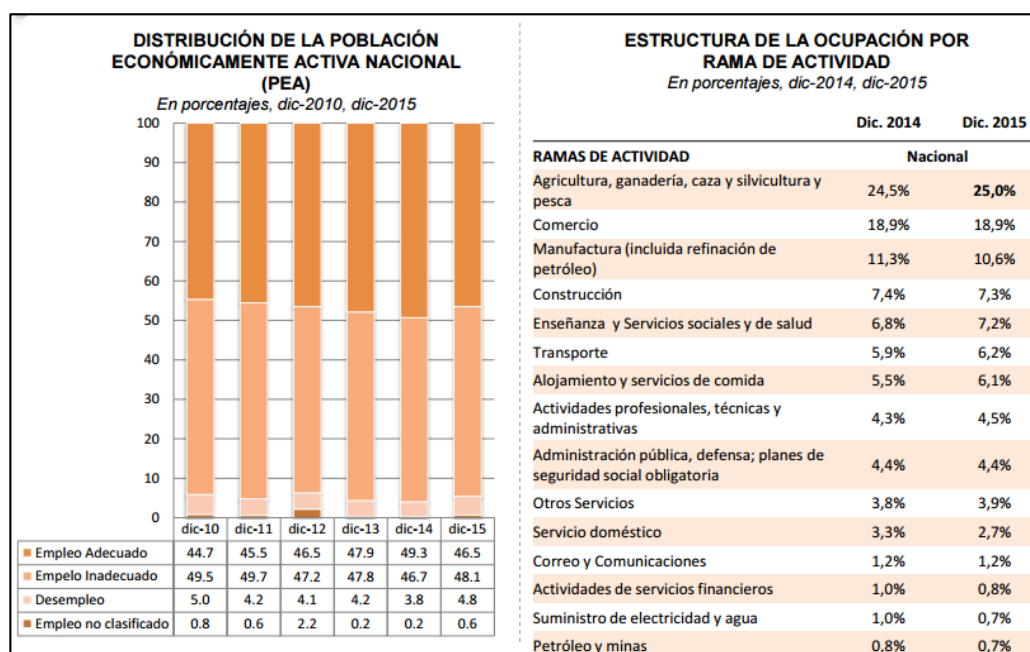 DISTRIBUCIÓN DE LA POBLACIÓN
ECONÓMICAMENTE ACTIVA NACIONAL
(PEA)
En porcentajes, dic-2010, dic-2015
100
90
80
70
60
50
40
30
20
10
0
dic-10 dic-11 dic-12 dic-13 dic-14 dic-15
Empleo Adecuado 44.7 45.5 46.5 47.9 49.3 46.5
Empelo Inadecuado 49.5 49.7 47.2 47.8 46.7 48.1
Desempleo 5.0 4.2 4.1 4.2 3.8 4.8
Empleo no clasificado 0.8 0.6 2.2 0.2 0.2 0.6
ESTRUCTURA DE LA OCUPACIÓN POR
RAMA DE ACTIVIDAD
En porcentajes, dic-2014, dic-2015
Dic. 2014 Dic. 2015
RAMAS DE ACTIVIDAD Nacional
Agricultura, ganadería, caza y silvicultura y
pesca 24,5% 25,0%
Comercio 18,9% 18,9%
Manufactura (incluida refinación de
petróleo) 11,3% 10,6%
Construcción 7,4% 7,3%
Enseñanza y Servicios sociales y de salud 6,8% 7,2%
Transporte 5,9% 6,2%
Alojamiento y servicios de comida 5,5% 6,1%
Actividades profesionales, técnicas y
administrativas 4,3% 4,5%
Administración pública, defensa; planes de
seguridad social obligatoria 4,4% 4,4%
Otros Servicios 3,8% 3,9%
Servicio doméstico 3,3% 2,7%
Correo y Comunicaciones 1,2% 1,2%
Actividades de servicios financieros 1,0% 0,8%
Suministro de electricidad y agua 1,0% 0,7%
Petróleo y minas 0,8% 0,7%